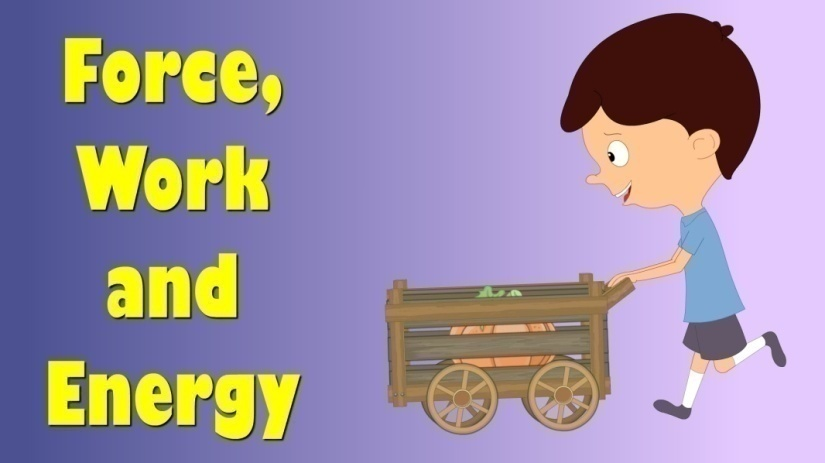 Force,
Work
and
Energy